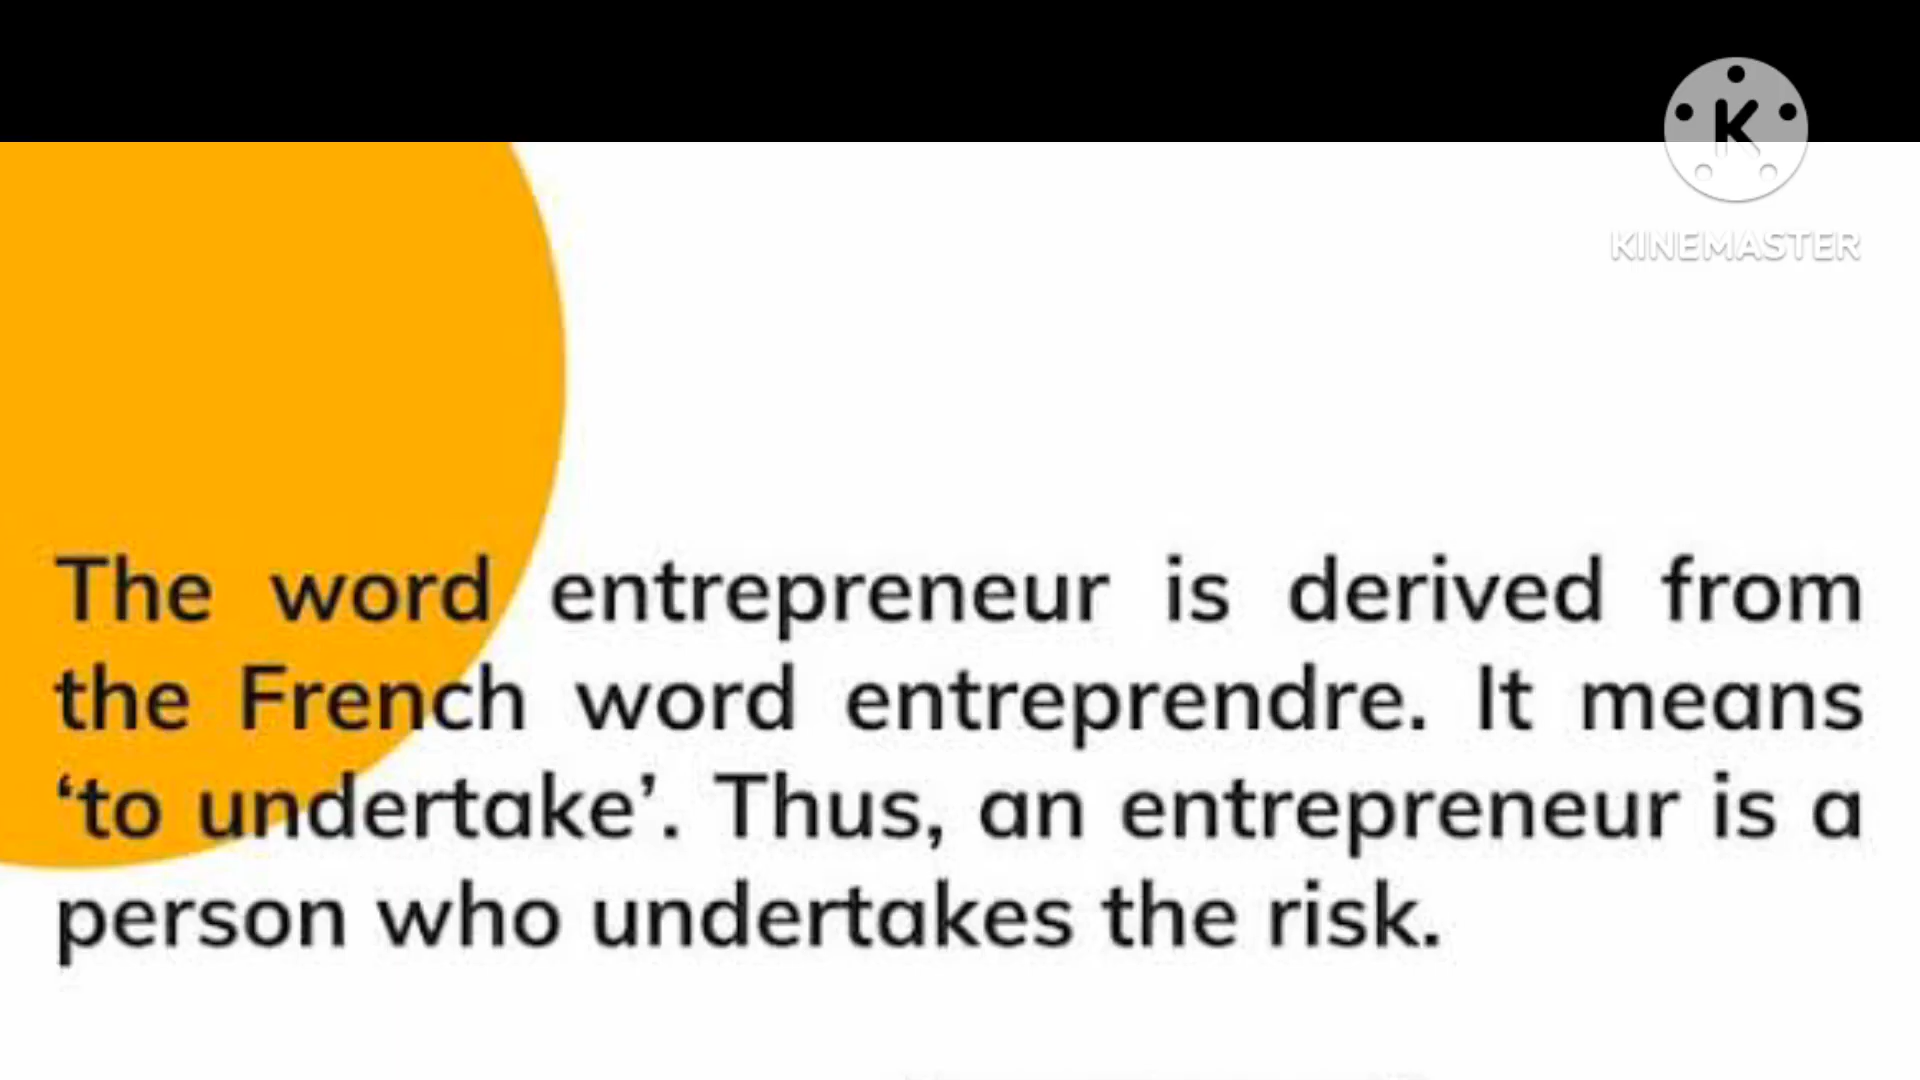 K
KINEMASTER
The word entrepreneur is derived from
the French word entreprendre. It means
‘to undertake’. Thus, an entrepreneur is a
person who undertakes the risk.